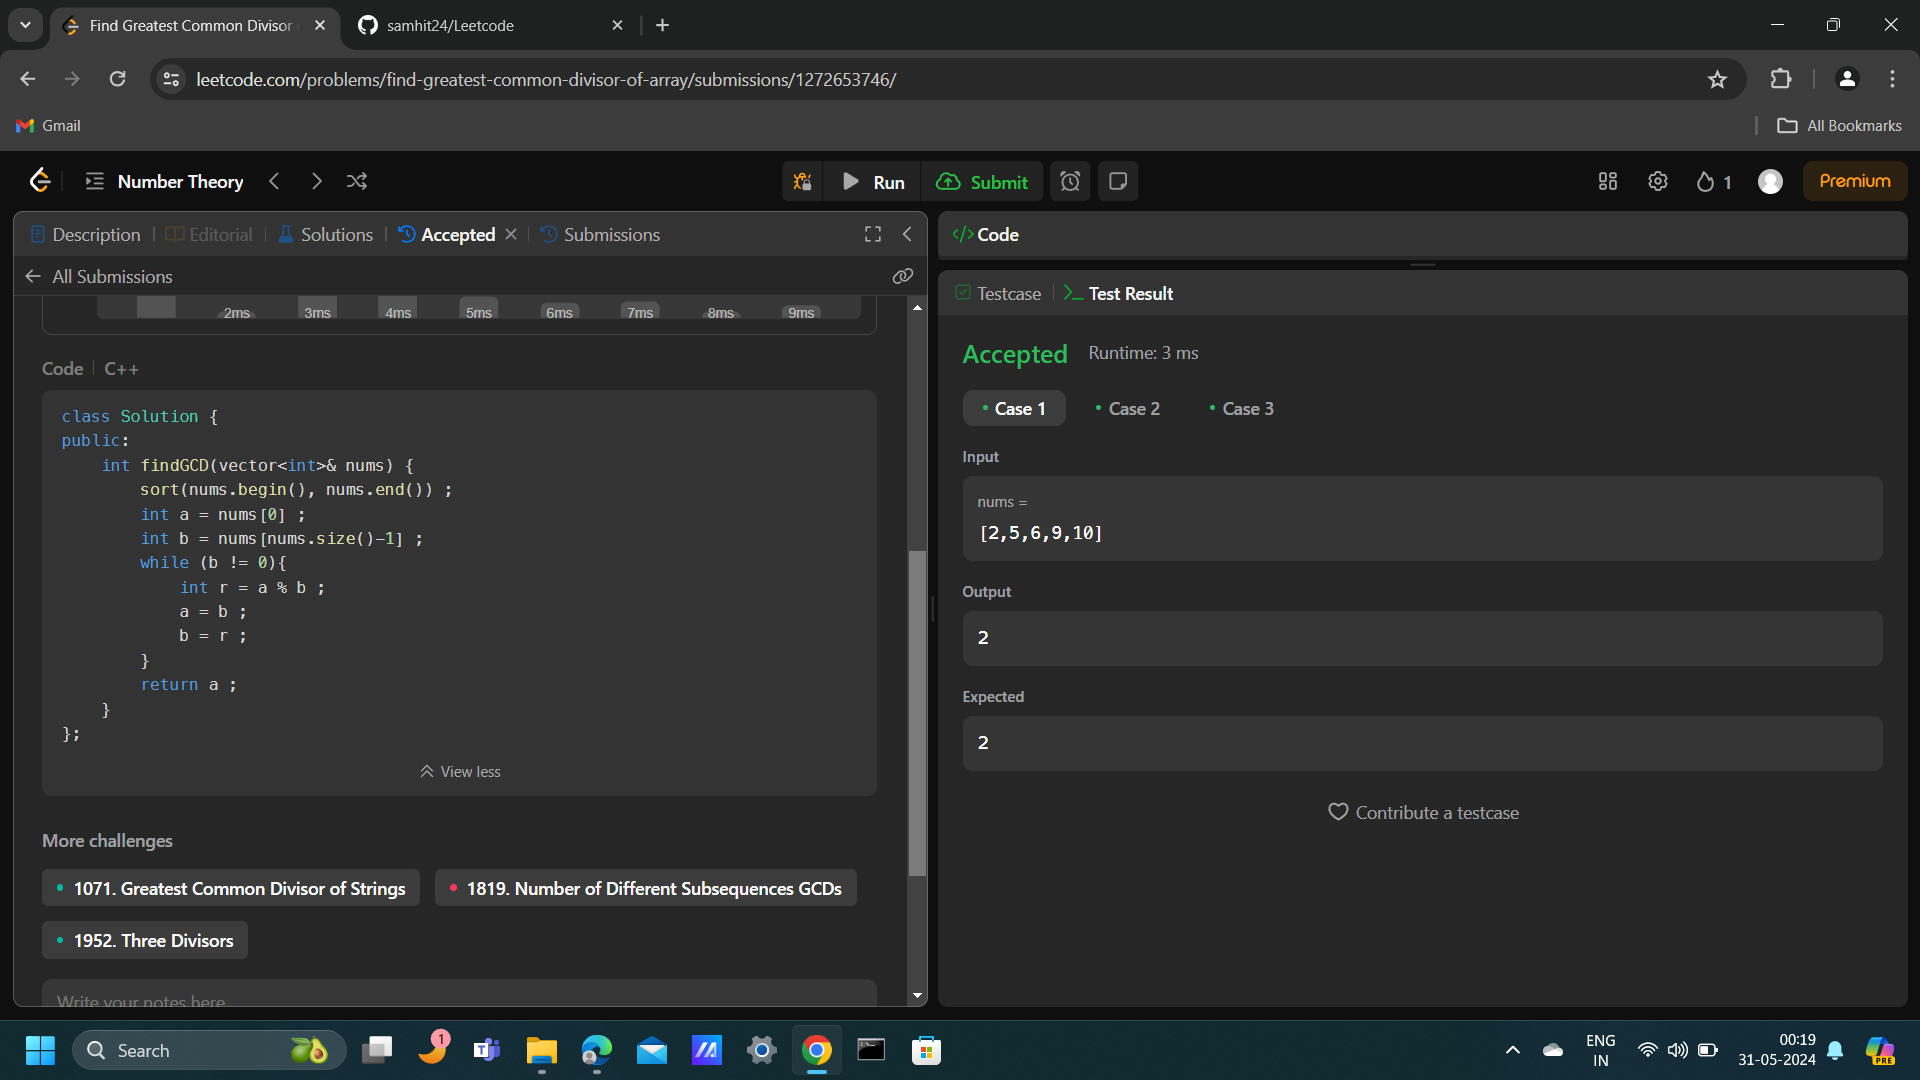 Find Greatest Common Divisor
samhit24/Leetcode
leetcode.com/problems/find-greatest-common-divisor-of-array/submissions/1272653746/
Gmail
All Bookmarks
Number Theory
Run
Submit
1
Premium
Description
Editorial
Solutions
Accepted
Submissions
All Submissions
2ms 3ms 4ms 5ms 6ms 7ms 8ms 9ms
Code
C++
class Solution {
public:
    int findGCD(vector<int>& nums) {
        sort(nums.begin(), nums.end()) ;
        int a = nums[0] ;
        int b = nums[nums.size()-1] ;
        while (b != 0){
            int r = a % b ;
            a = b ;
            b = r ;
        }
        return a ;
    }
};
View less
More challenges
1071. Greatest Common Divisor of Strings
1819. Number of Different Subsequences GCDs
1952. Three Divisors
Write your notes here
</> Code
Testcase
Test Result
Accepted
Runtime: 3 ms
Case 1
Case 2
Case 3
Input
nums =
[2,5,6,9,10]
Output
2
Expected
2
Contribute a testcase
Search
1
ENG
IN
00:19
31-05-2024
PRE